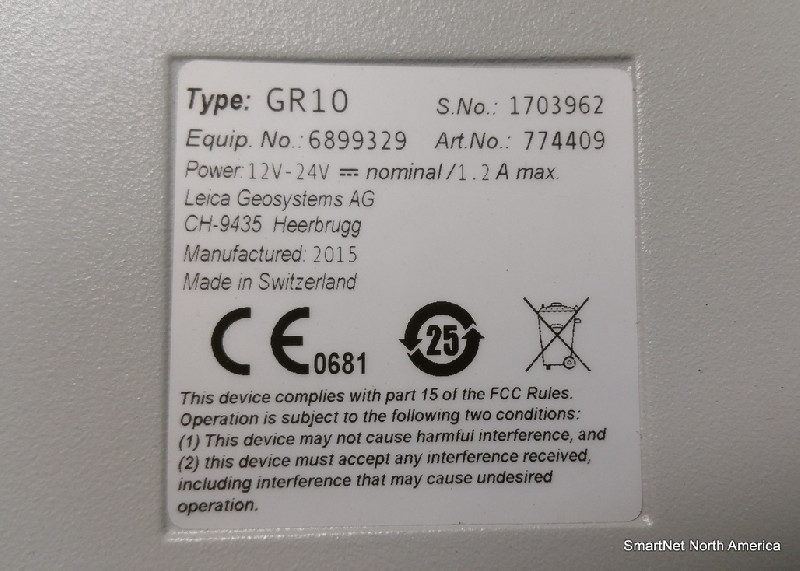 Type: GR10 S.No.: 1703962
Equip. No.: 6899329 Art.No.: 774409
Power: 12V-24V ⎓ nominal/1.2 A max.
Leica Geosystems AG
CH-9435 Heerbrugg
Manufactured: 2015
Made in Switzerland
CE 0681 25
This device complies with part 15 of the FCC Rules.
Operation is subject to the following two conditions:
(1) This device may not cause harmful interference, and
(2) this device must accept any interference received,
including interference that may cause undesired
operation.
SmartNet North America